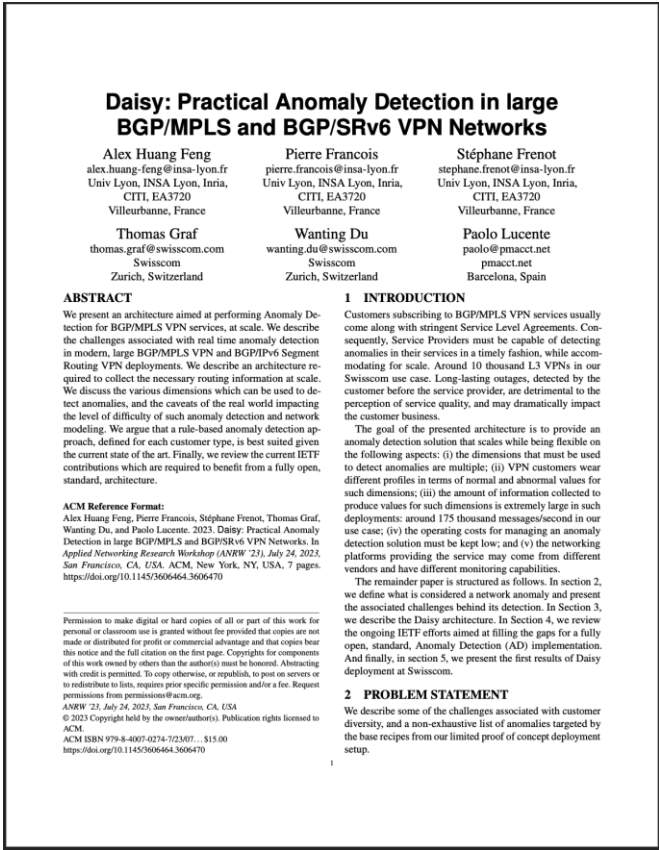 Daisy: Practical Anomaly Detection in large
BGP/MPLS and BGP/SRv6 VPN Networks
Alex Huang Feng
alex.huang-feng@insa-lyon.fr
Univ Lyon, INSA Lyon, Inria,
CITI, EA3720
Villeurbanne, France
Pierre Francois
pierre.francois@insa-lyon.fr
Univ Lyon, INSA Lyon, Inria,
CITI, EA3720
Villeurbanne, France
Stéphane Frenot
stephane.frenot@insa-lyon.fr
Univ Lyon, INSA Lyon, Inria,
CITI, EA3720
Villeurbanne, France
Thomas Graf
thomas.graf@swisscom.com
Swisscom
Zurich, Switzerland
Wanting Du
wanting.du@swisscom.com
Swisscom
Zurich, Switzerland
Paolo Lucente
paolo@pmacct.net
pmacct.net
Barcelona, Spain
ABSTRACT
We present an architecture aimed at performing Anomaly De-
tection for BGP/MPLS VPN services, at scale. We describe
the challenges associated with real time anomaly detection
in modern, large BGP/MPLS VPN and BGP/IPv6 Segment
Routing VPN deployments. We describe an architecture re-
quired to collect the necessary routing information at scale.
We discuss the various dimensions which can be used to de-
tect anomalies, and the caveats of the real world impacting
the level of difficulty of such anomaly detection and network
modeling. We argue that a rule-based anomaly detection ap-
proach, defined for each customer type, is best suited given
the current state of the art. Finally, we review the current IETF
contributions which are required to benefit from a fully open,
standard, architecture.
ACM Reference Format:
Alex Huang Feng, Pierre Francois, Stéphane Frenot, Thomas Graf,
Wanting Du, and Paolo Lucente. 2023. Daisy: Practical Anomaly
Detection in large BGP/MPLS and BGP/SRv6 VPN Networks. In
Applied Networking Research Workshop (ANRW '23), July 24, 2023,
San Francisco, CA, USA. ACM, New York, NY, USA, 7 pages.
https://doi.org/10.1145/3606464.3606470
Permission to make digital or hard copies of all or part of this work for
personal or classroom use is granted without fee provided that copies are not
made or distributed for profit or commercial advantage and that copies bear
this notice and the full citation on the first page. Copyrights for components
of this work owned by others than the author(s) must be honored. Abstracting
with credit is permitted. To copy otherwise, or republish, to post on servers or
to redistribute to lists, requires prior specific permission and/or a fee. Request
permissions from permissions@acm.org.
ANRW '23, July 24, 2023, San Francisco, CA, USA
© 2023 Copyright held by the owner/author(s). Publication rights licensed to
ACM.
ACM ISBN 979-8-4007-0274-7/23/07. . . $15.00
https://doi.org/10.1145/3606464.3606470
1 INTRODUCTION
Customers subscribing to BGP/MPLS VPN services usually
come along with stringent Service Level Agreements. Con-
sequently, Service Providers must be capable of detecting
anomalies in their services in a timely fashion, while accom-
modating for scale. Around 10 thousand L3 VPNs in our
Swisscom use case. Long-lasting outages, detected by the
customer before the service provider, are detrimental to the
perception of service quality, and may dramatically impact
the customer business.
The goal of the presented architecture is to provide an
anomaly detection solution that scales while being flexible on
the following aspects: (i) the dimensions that must be used
to detect anomalies are multiple; (ii) VPN customers wear
different profiles in terms of normal and abnormal values for
such dimensions; (iii) the amount of information collected to
produce values for such dimensions is extremely large in such
deployments: around 175 thousand messages/second in our
use case; (iv) the operating costs for managing an anomaly
detection solution must be kept low; and (v) the networking
platforms providing the service may come from different
vendors and have different monitoring capabilities.
The remainder paper is structured as follows. In section 2,
we define what is considered a network anomaly and present
the associated challenges behind its detection. In Section 3,
we describe the Daisy architecture. In Section 4, we review
the ongoing IETF efforts aimed at filling the gaps for a fully
open, standard, Anomaly Detection (AD) implementation.
And finally, in section 5, we present the first results of Daisy
deployment at Swisscom.
2 PROBLEM STATEMENT
We describe some of the challenges associated with customer
diversity, and a non-exhaustive list of anomalies targeted by
the base recipes from our limited proof of concept deployment
setup.
1